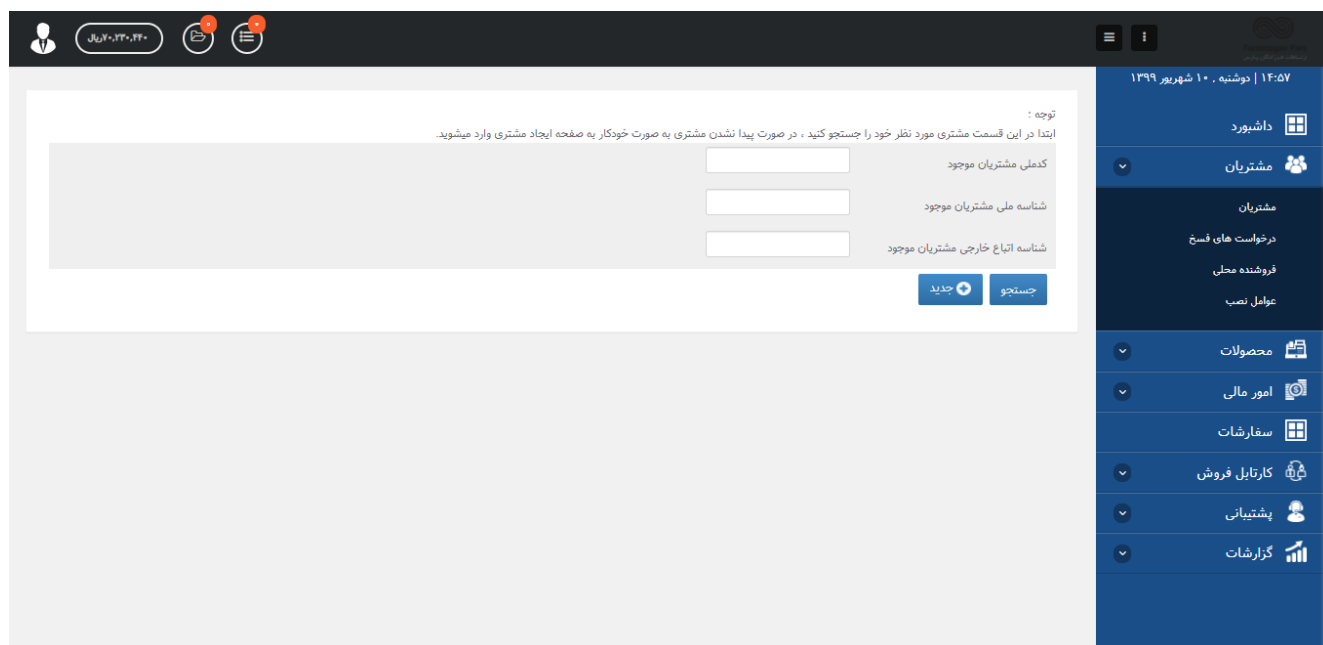 ۷۰,۲۳۰,۴۴۰ریال
۰
۰
۱۴:۵۷ | دوشنبه , ۱۰ شهریور ۱۳۹۹
داشبورد
مشتریان
مشتریان
درخواست های فسخ
فروشنده محلی
عوامل نصب
محصولات
امور مالی
سفارشات
کارتابل فروش
پشتیبانی
گزارشات
توجه :
ابتدا در این قسمت مشتری مورد نظر خود را جستجو کنید ، در صورت پیدا نشدن مشتری به صورت خودکار به صفحه ایجاد مشتری وارد میشوید.
کدملی مشتریان موجود
شناسه ملی مشتریان موجود
شناسه اتباع خارجی مشتریان موجود
جستجو
جدید